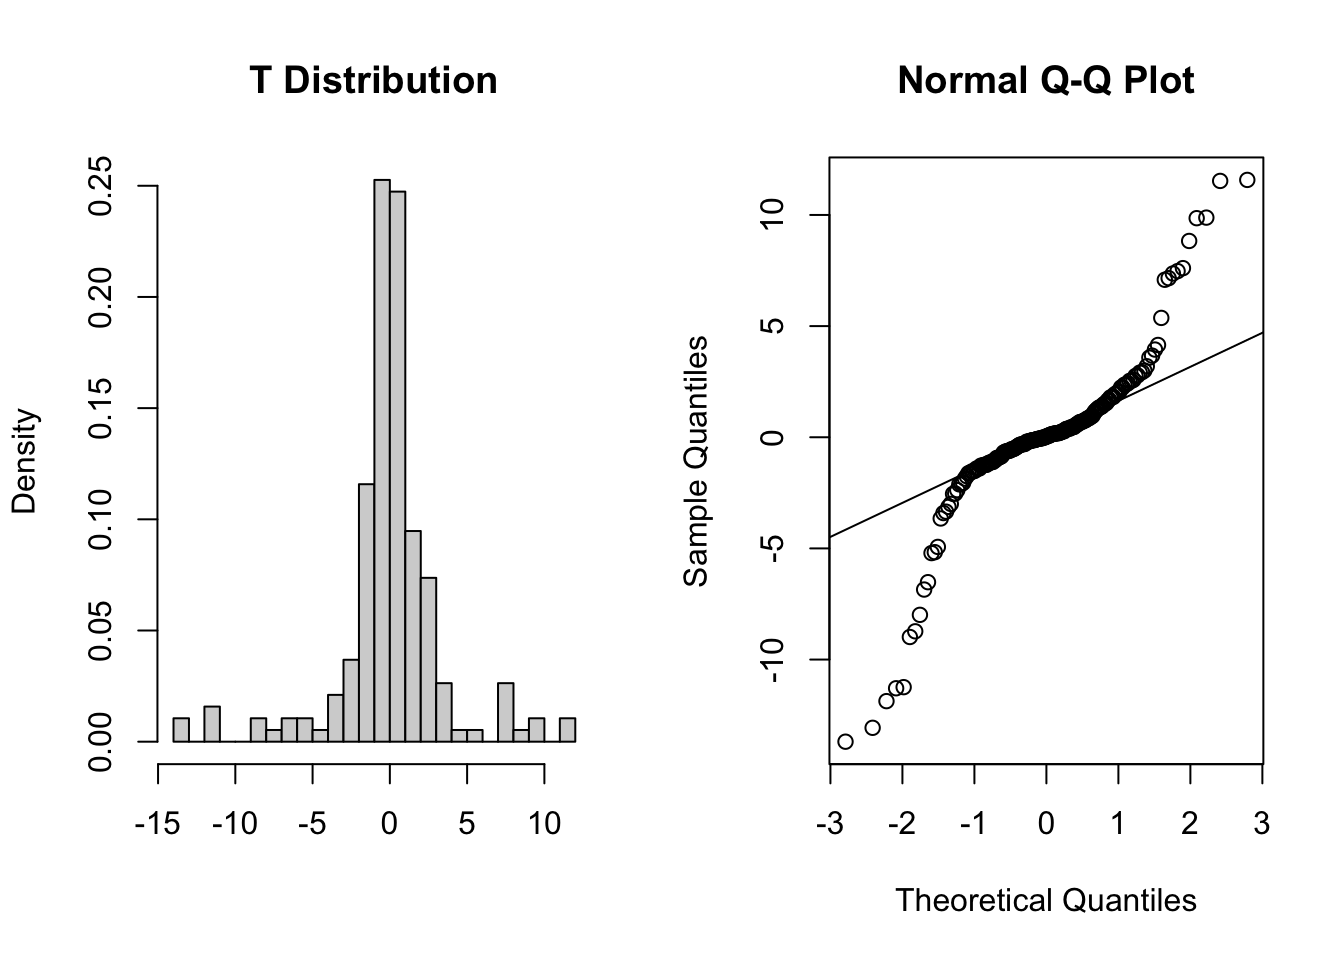 T Distribution
Density
0.00 0.05 0.10 0.15 0.20 0.25
-15 -10 -5 0 5 10
Normal Q-Q Plot
Sample Quantiles
-10 -5 0 5 10
-3 -2 -1 0 1 2 3
Theoretical Quantiles